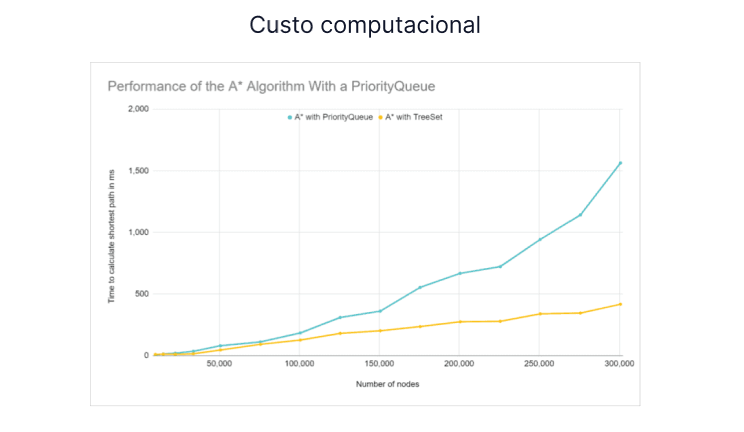 Custo computacional
Performance of the A* Algorithm With a PriorityQueue
A* with PriorityQueue
A* with TreeSet
Time to calculate shortest path in ms
2,000
1,500
1,000
500
0
50,000
100,000
150,000
200,000
250,000
300,000
Number of nodes